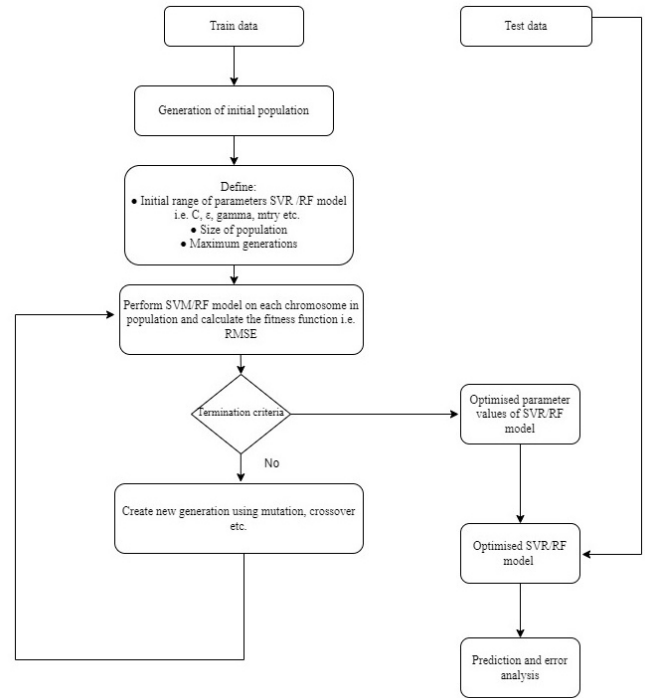 Train data
Test data
Generation of initial population
Define:
● Initial range of parameters SVR /RF model
i.e. C, ε, gamma, mtry etc.
● Size of population
● Maximum generations
Perform SVM/RF model on each chromosome in
population and calculate the fitness function i.e.
RMSE
Termination criteria
Optimised parameter
values of SVR/RF
model
No
Create new generation using mutation, crossover
etc.
Optimised SVR/RF
model
Prediction and error
analysis